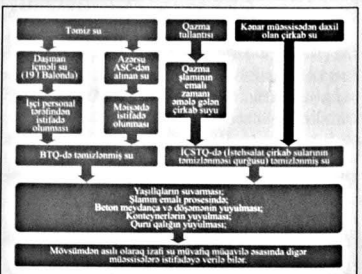 Təmiz su
Qazma
tullantısı
Kənar müəssisədən daxil
olan çirkab su
Daşınan
içməli su
(19 l Balonda)
Azərsu
ASC-dən
alınan su
Qazma
şlamının
emalı
zamanı
əmələ gələn
çirkab suyu
İşçi personal
tərəfindən
istifadə
olunması
Məişətdə
istifadə
olunması
BTQ-də təmizlənmiş su
İÇSTQ-də (İstehsalat çirkab sularının
təmizlənməsi qurğusu) təmizlənmiş su
Yaşıllıqların suvarması;
Şlamın emalı prosesində;
Beton meydança və döşəmənin yuyulması;
Konteynerlərin yuyulması;
Quru qalığın yuyulması;
Mövsümdən asılı olaraq izafi su müvafiq müqavilə əsasında digər
müəssisələrə istifadəyə verilə bilər.